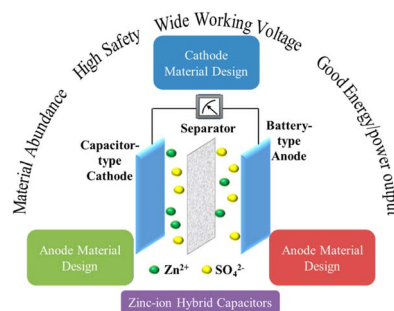 Material Abundance
High Safety
Wide Working Voltage
Good Energy/power output
Cathode
Material Design
Separator
Capacitor-
type
Cathode
Battery-
type
Anode
Anode Material
Design
Anode Material
Design
Zn²⁺
SO₄²⁻
Zinc-ion Hybrid Capacitors